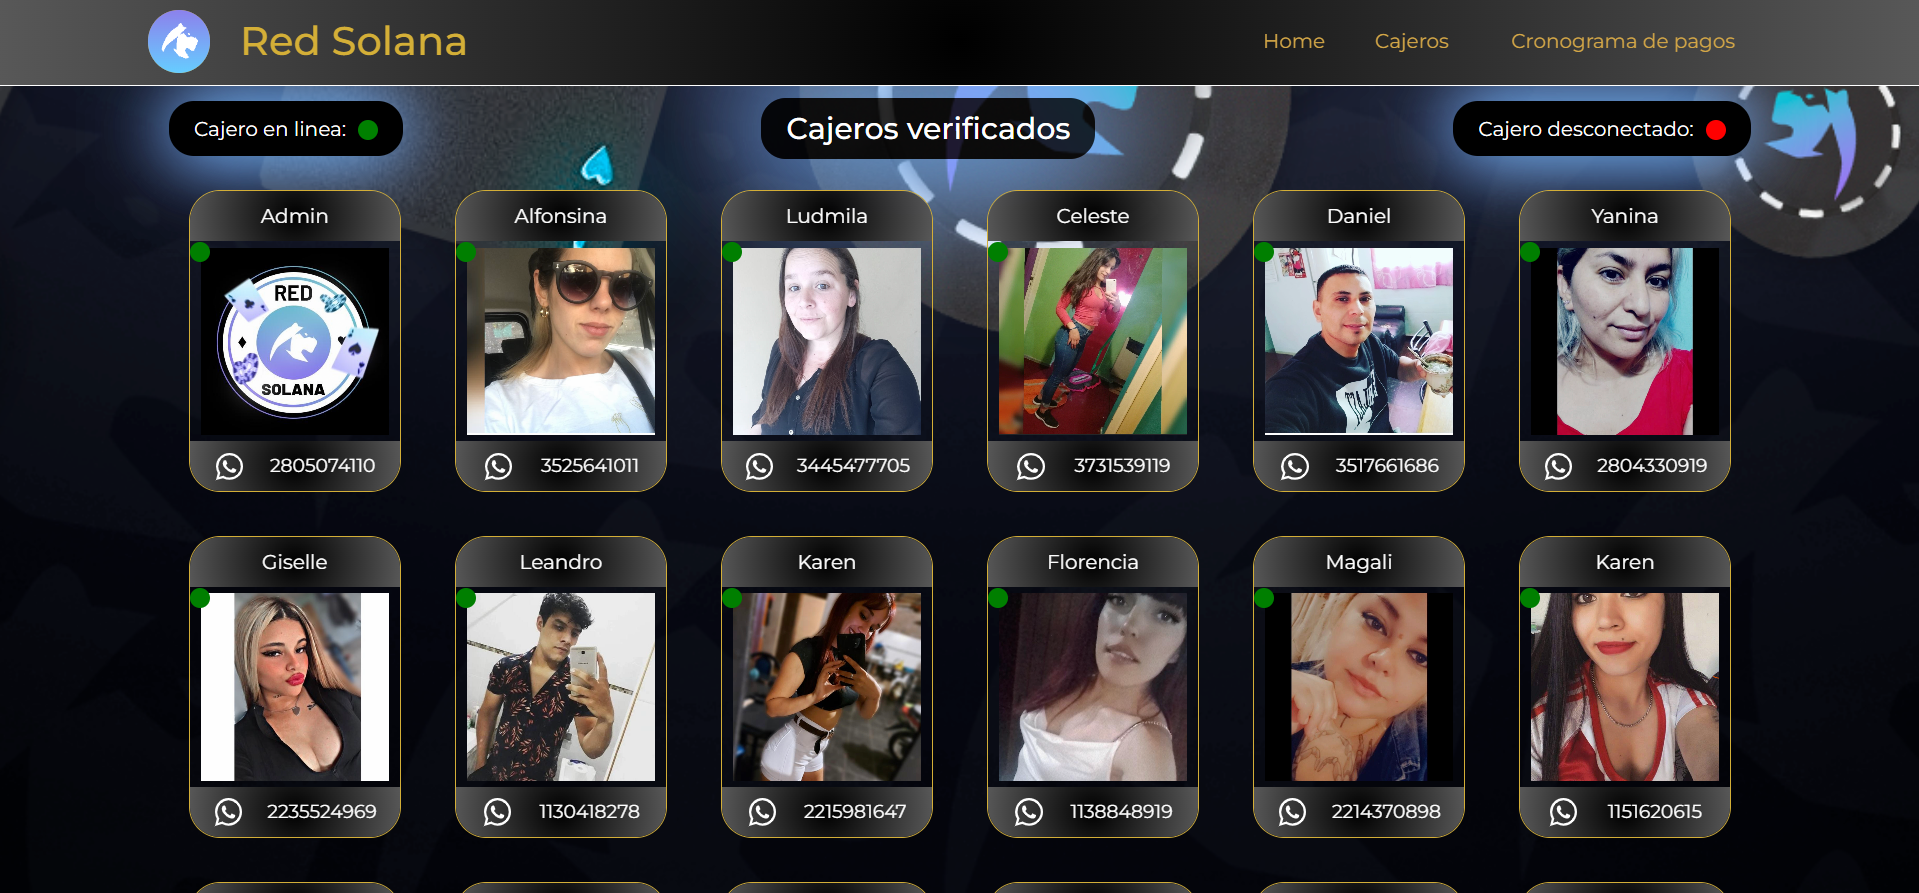 Red Solana
Home Cajeros Cronograma de pagos
Cajero en linea:
Cajeros verificados
Cajero desconectado:
Admin Alfonsina Ludmila Celeste Daniel Yanina
RED
SOLANA
2805074110 3525641011 3445477705 3731539119 3517661686 2804330919
Giselle Leandro Karen Florencia Magali Karen
2235524969 1130418278 2215981647 1138848919 2214370898 1151620615